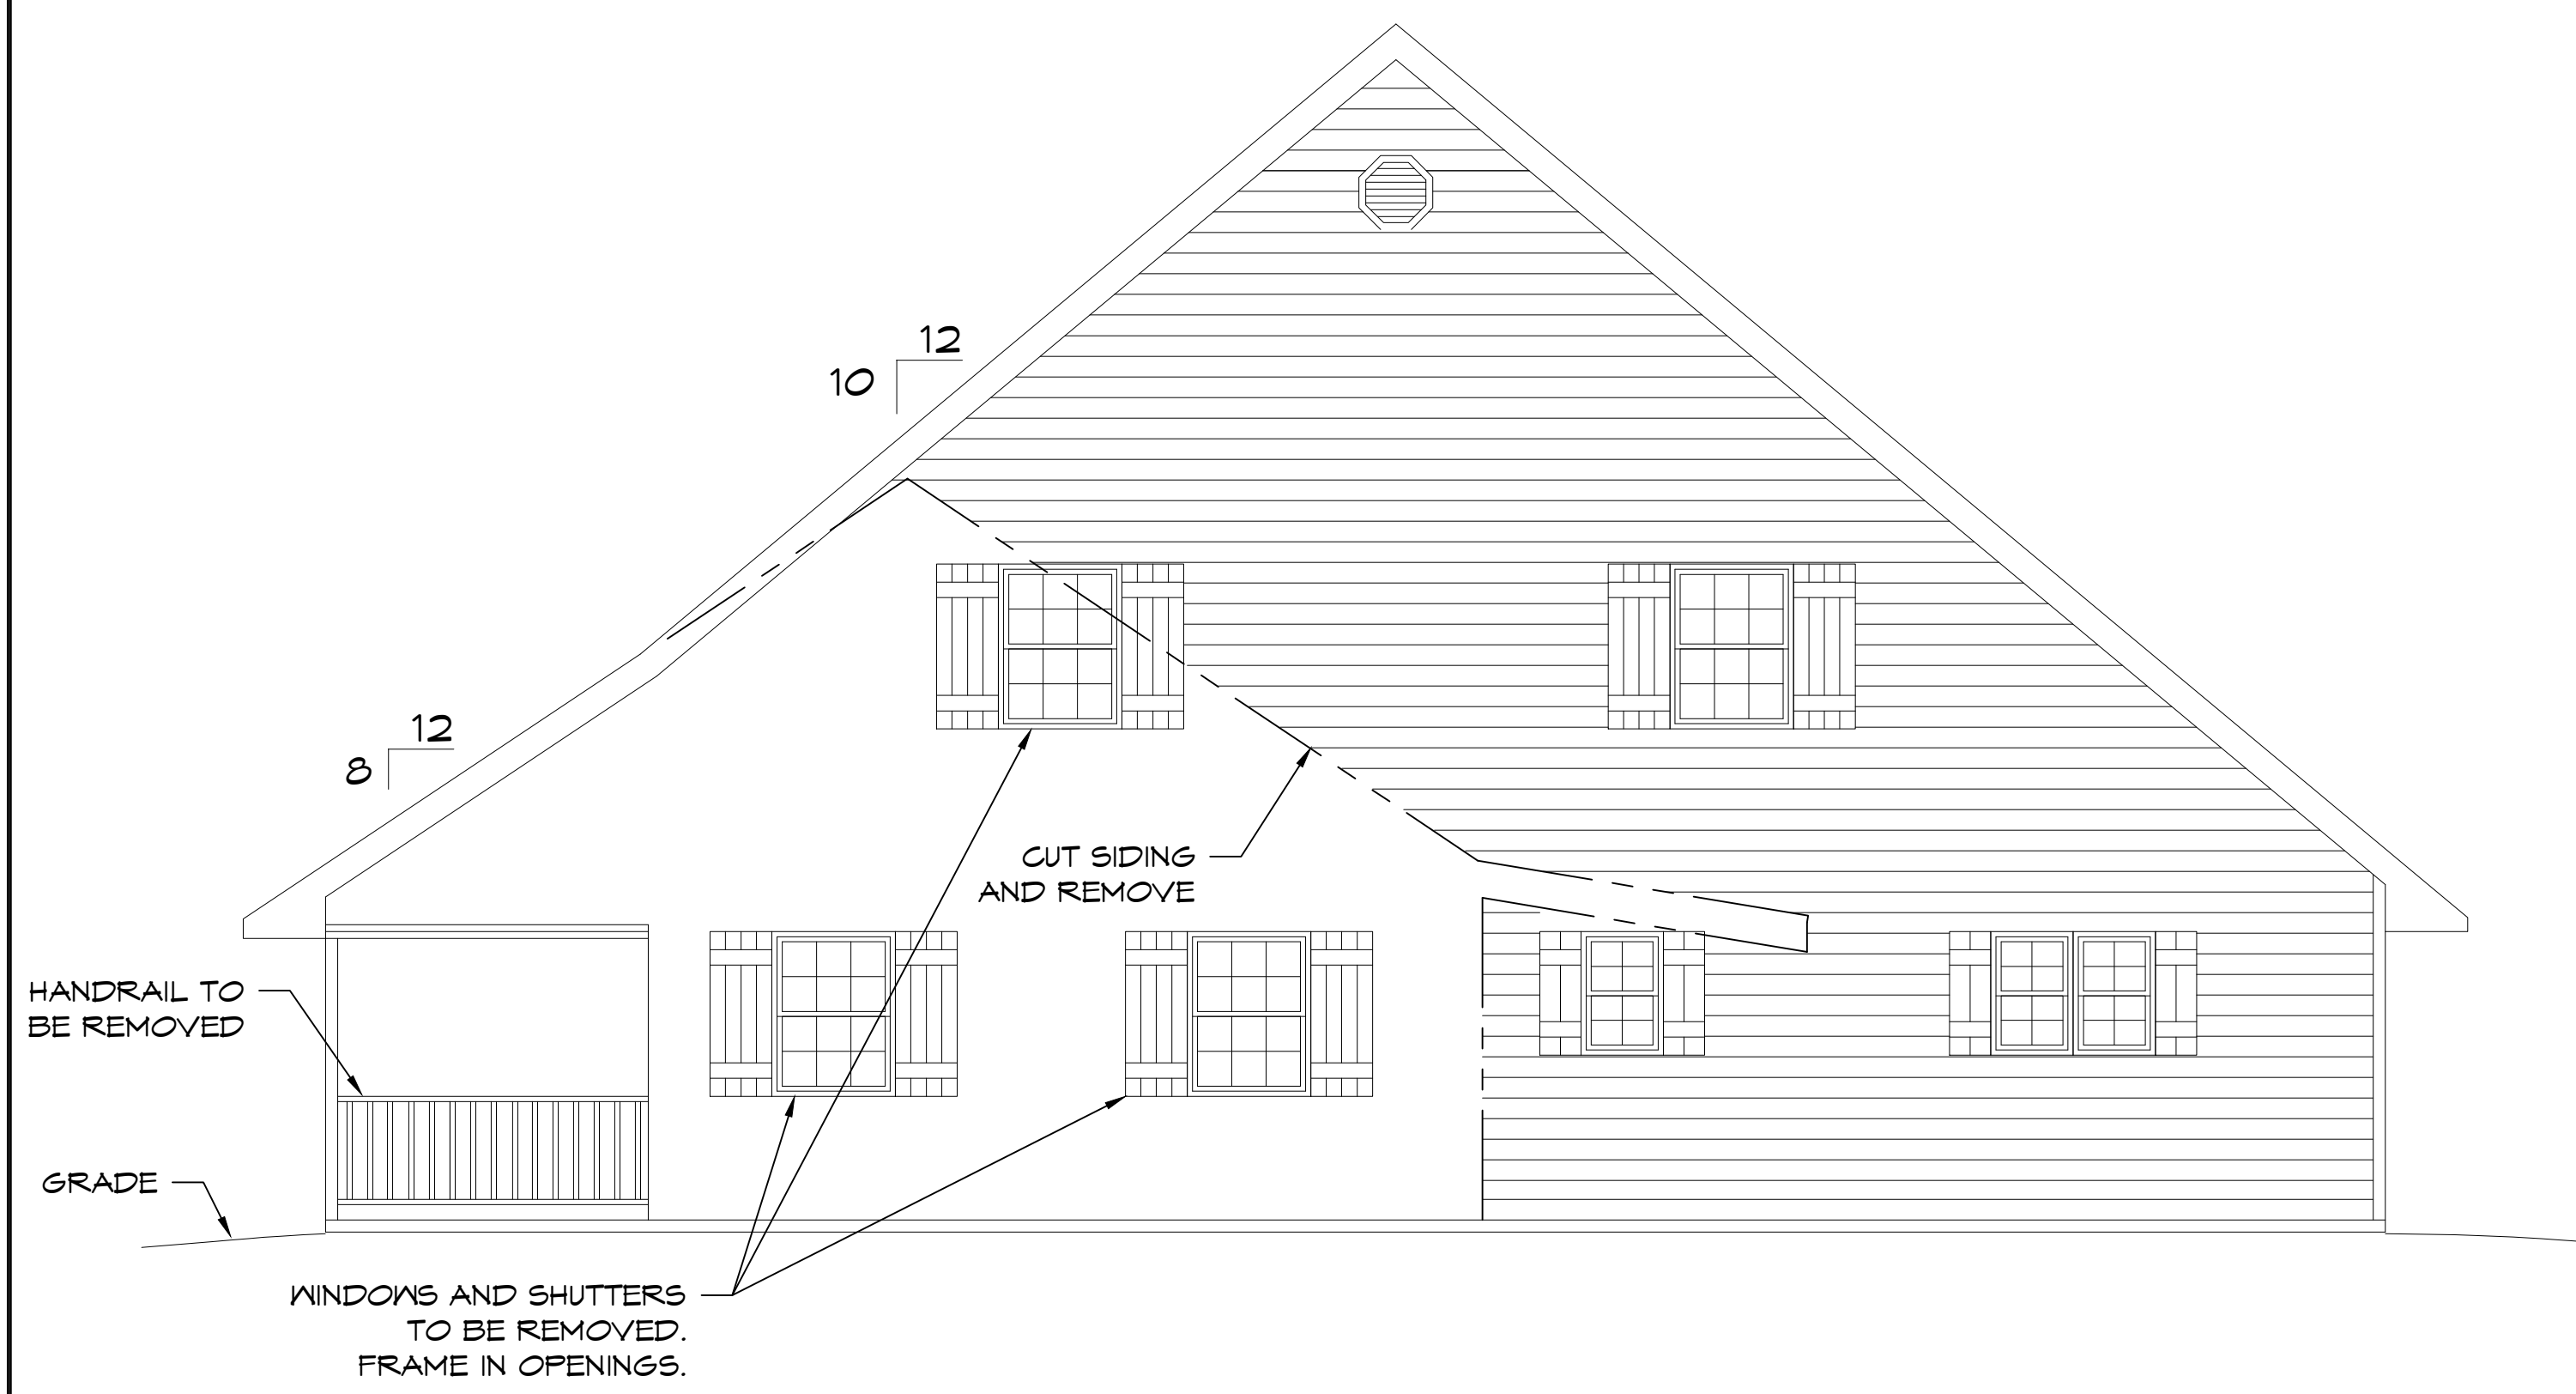 12
10
12
8
CUT SIDING
AND REMOVE
HANDRAIL TO
BE REMOVED
GRADE
WINDOWS AND SHUTTERS
TO BE REMOVED.
FRAME IN OPENINGS.